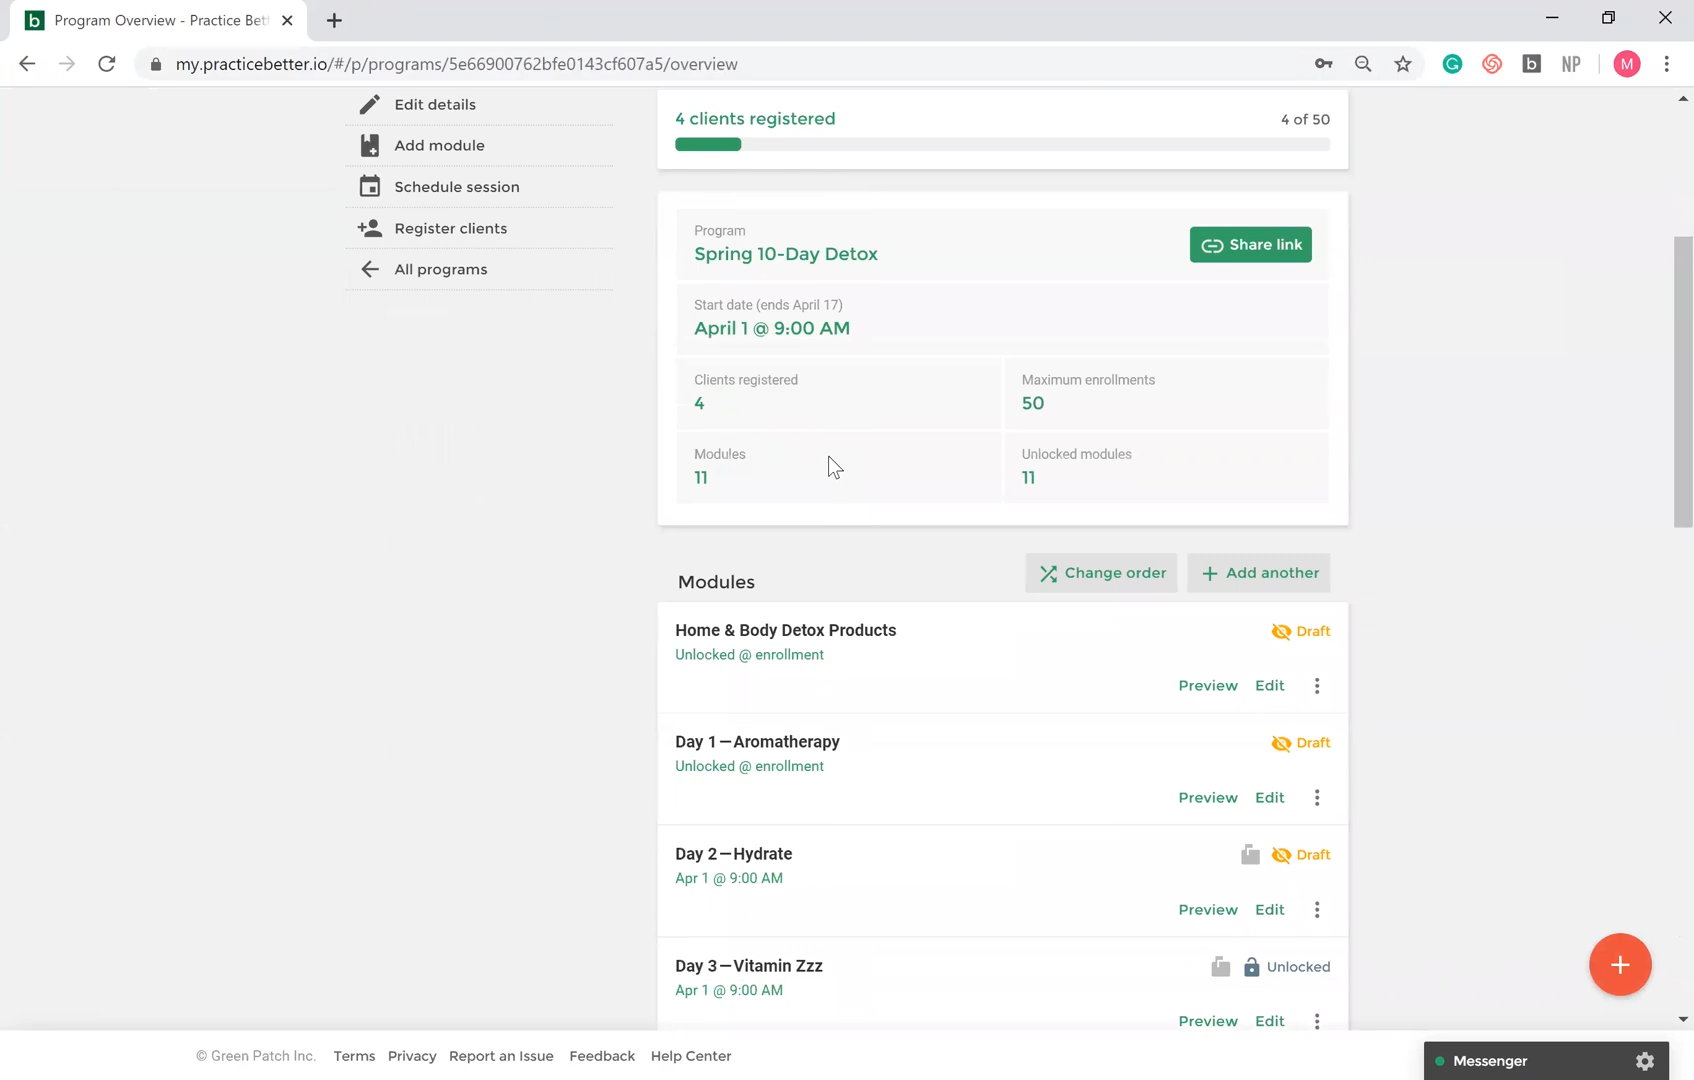 Program Overview - Practice Bet
my.practicebetter.io/#/p/programs/5e66900762bfe0143cf607a5/overview
NP
M
Edit details
Add module
Schedule session
Register clients
All programs
4 clients registered
4 of 50
Program
Spring 10-Day Detox
Share link
Start date (ends April 17)
April 1 @ 9:00 AM
Clients registered
4
Maximum enrollments
50
Modules
11
Unlocked modules
11
Modules
Change order
Add another
Home & Body Detox Products
Draft
Unlocked @ enrollment
Preview Edit
Day 1—Aromatherapy
Draft
Unlocked @ enrollment
Preview Edit
Day 2—Hydrate
Draft
Apr 1 @ 9:00 AM
Preview Edit
Day 3—Vitamin Zzz
Unlocked
Apr 1 @ 9:00 AM
Preview Edit
© Green Patch Inc. Terms Privacy Report an Issue Feedback Help Center
Messenger